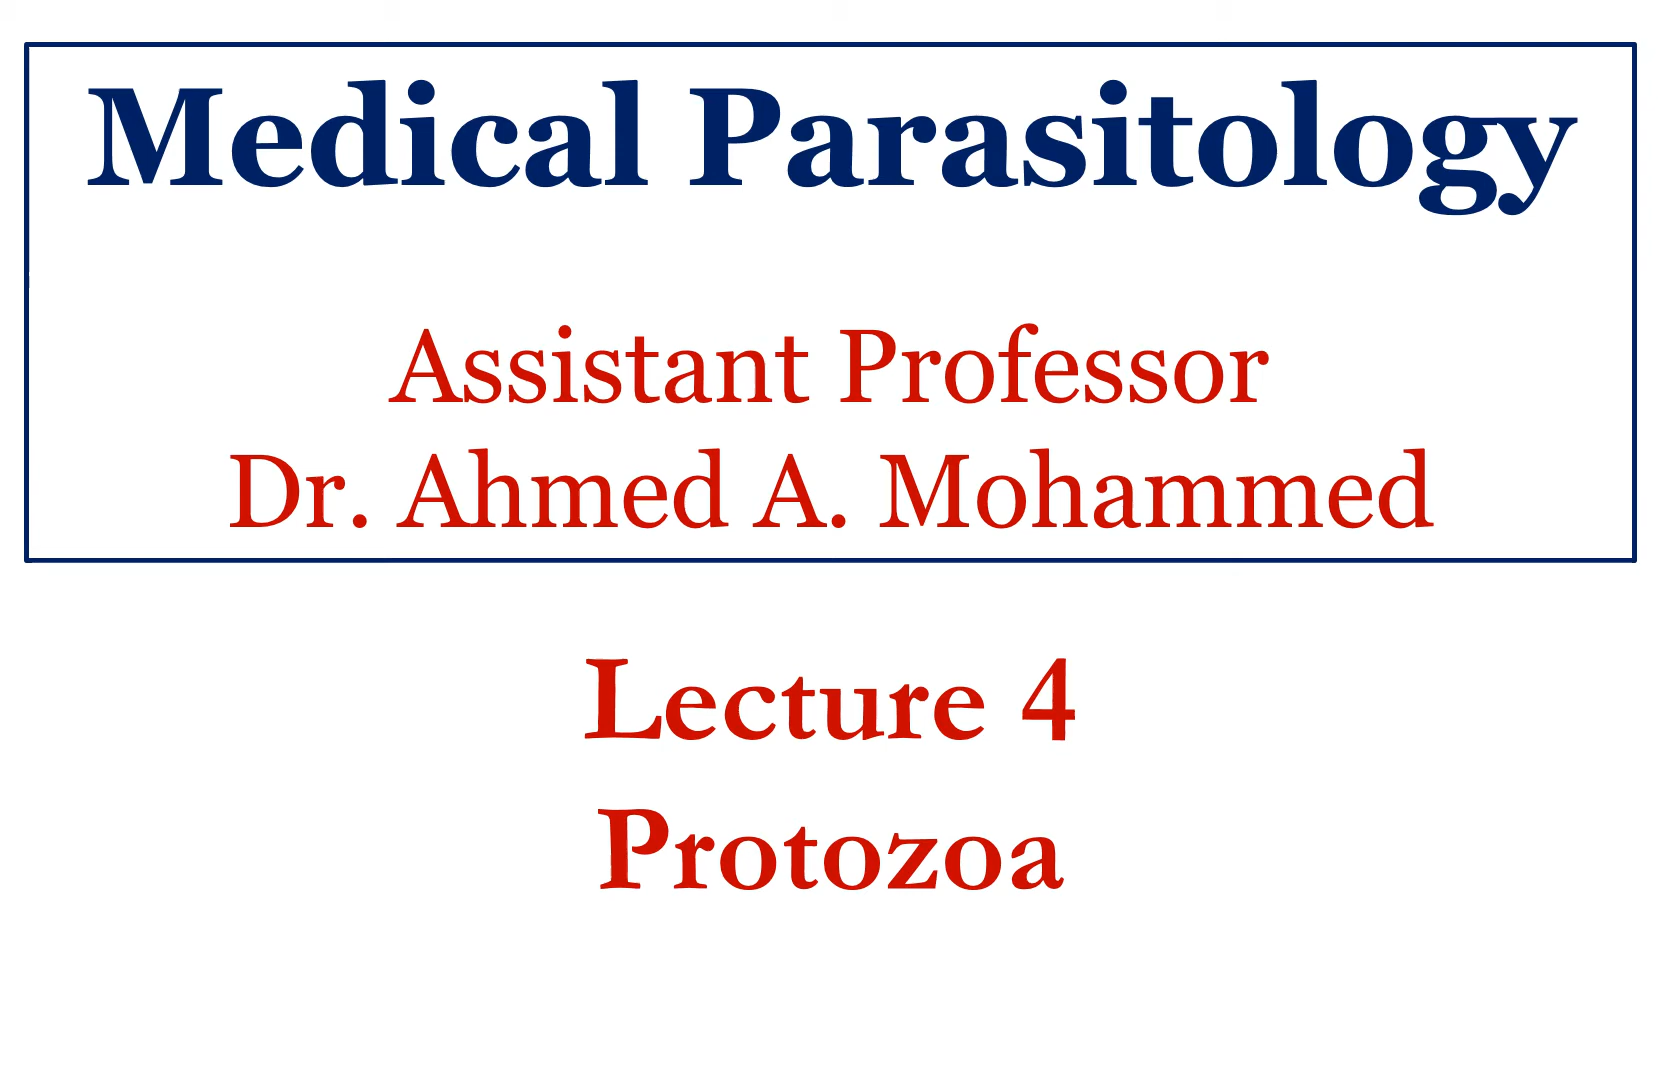 Medical Parasitology
Assistant Professor
Dr. Ahmed A. Mohammed
Lecture 4
Protozoa